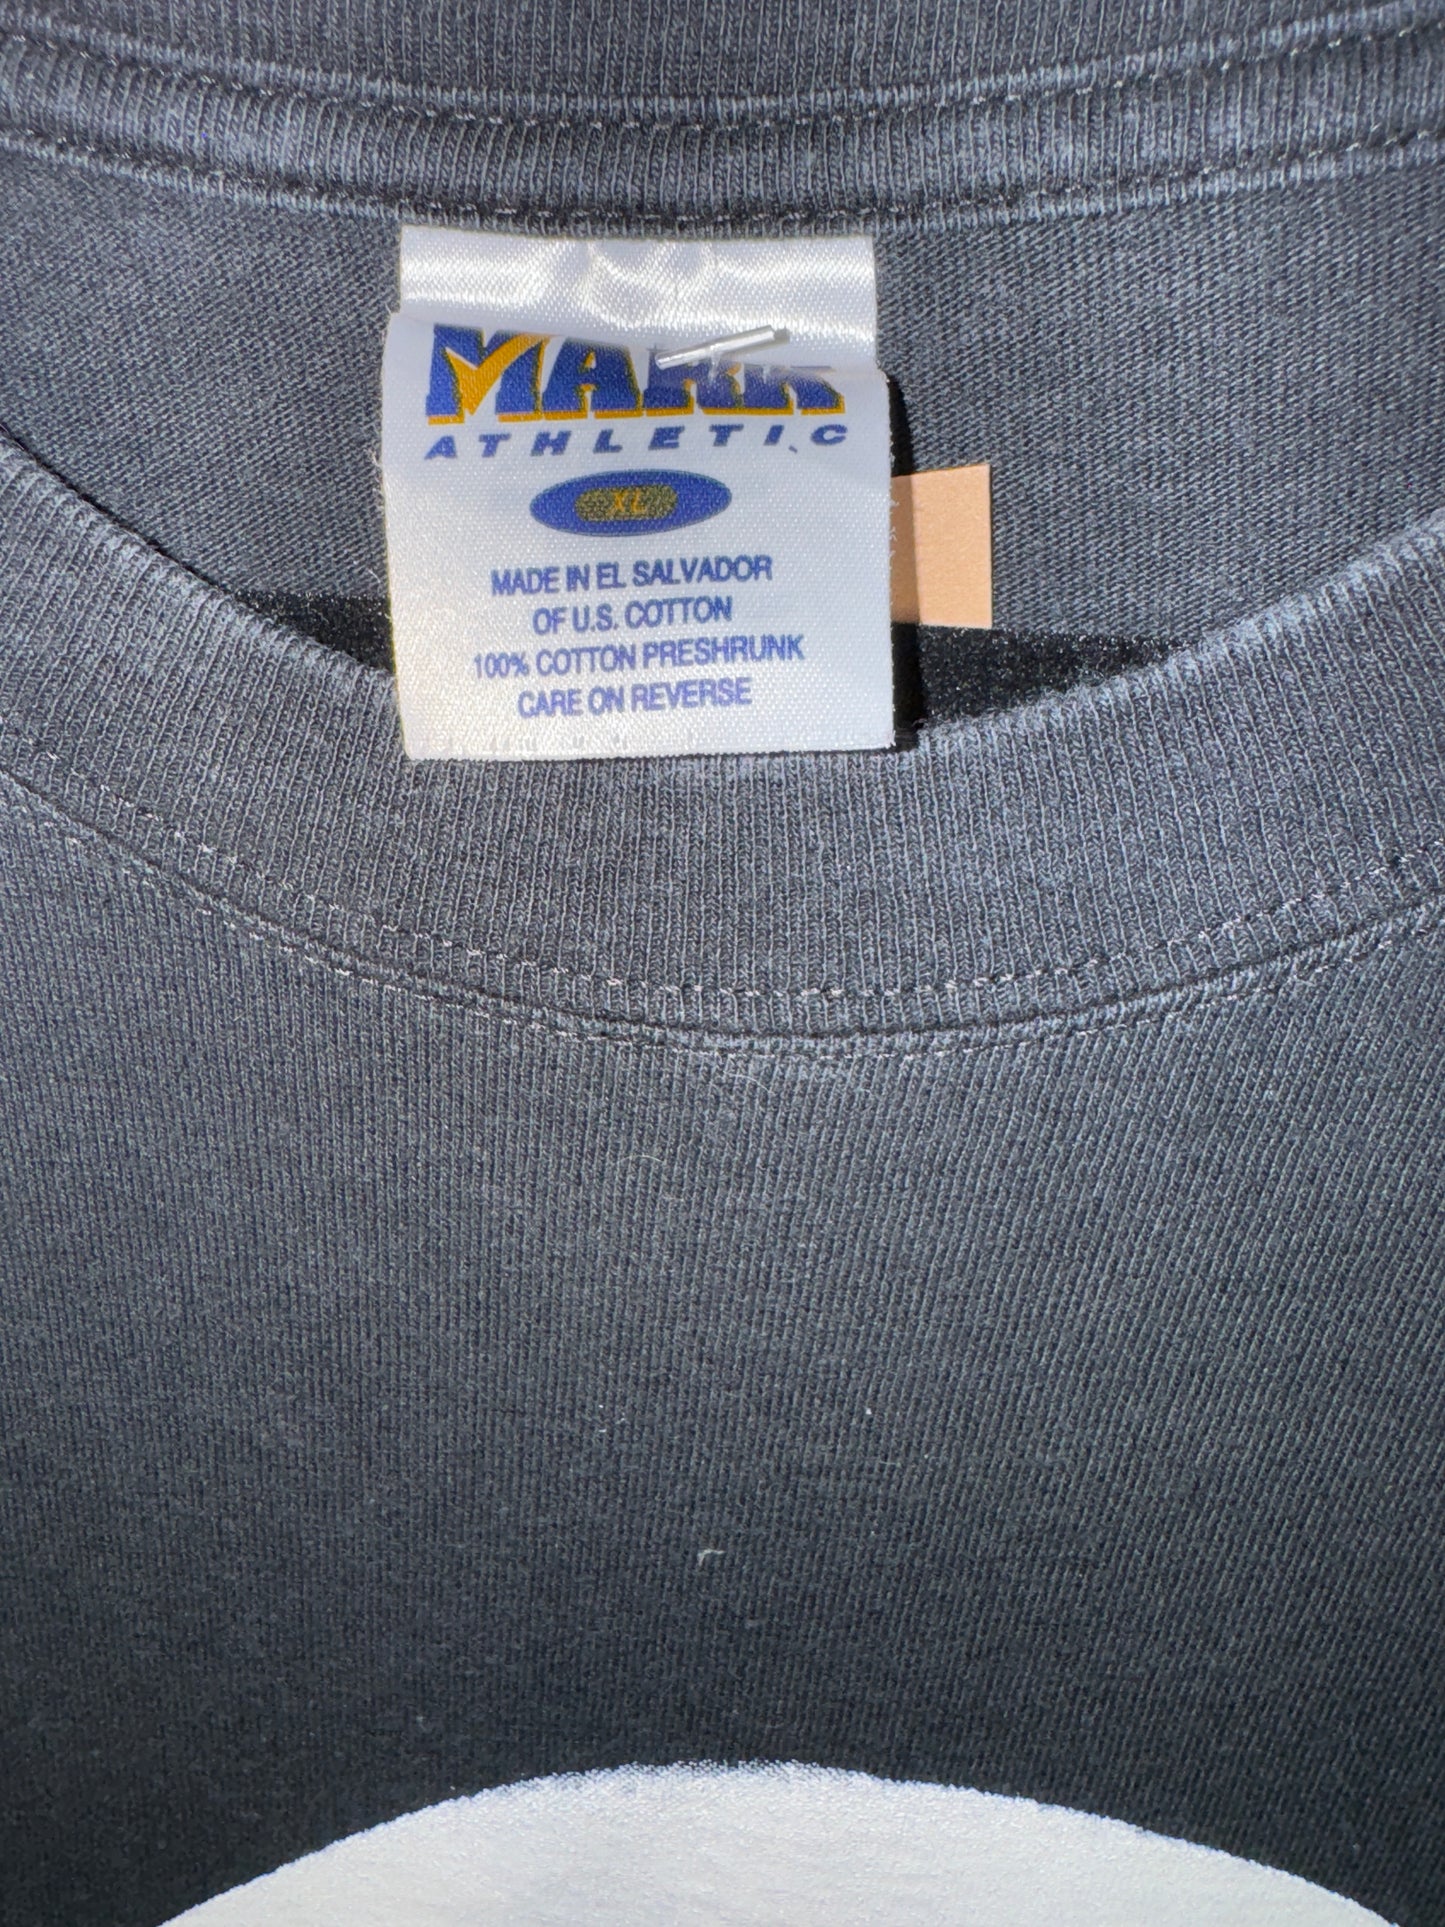 MARK
ATHLETIC
XL
MADE IN EL SALVADOR
OF U.S. COTTON
100% COTTON PRESHRUNK
CARE ON REVERSE